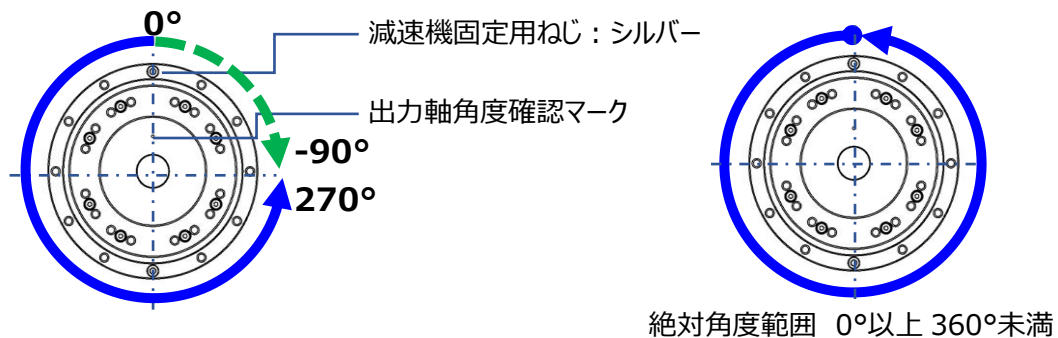 0°
減速機固定用ねじ：シルバー
出力軸角度確認マーク
-90°
270°
絶対角度範囲 0°以上 360°未満